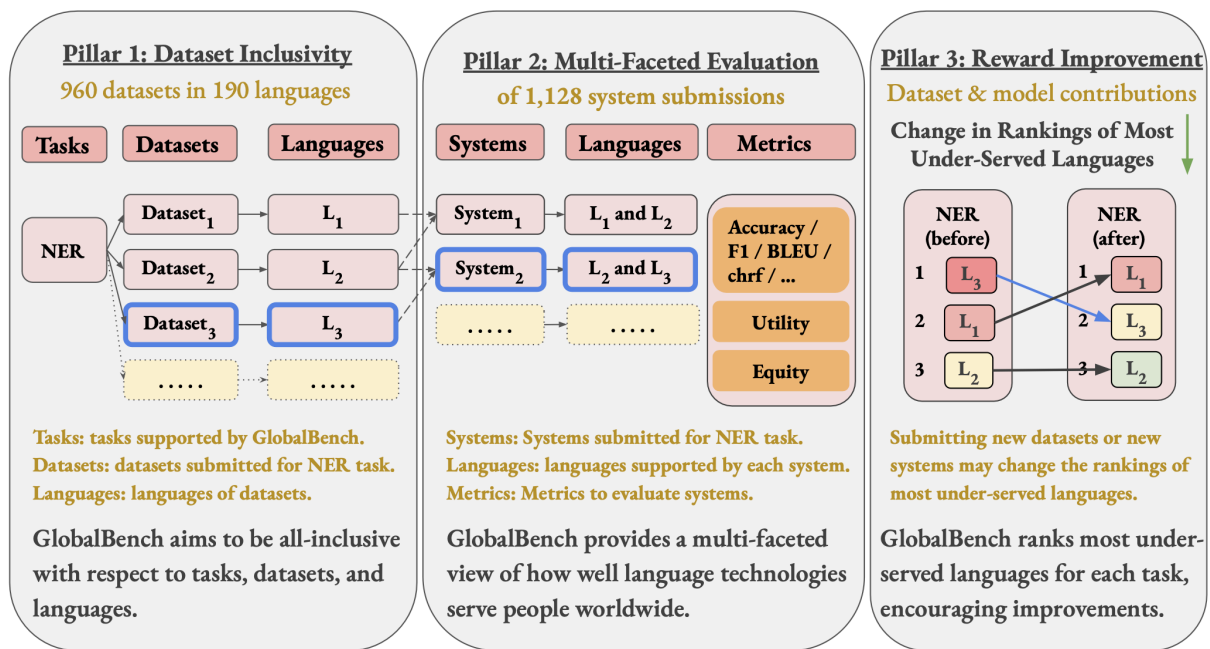 Pillar 1: Dataset Inclusivity
960 datasets in 190 languages
Tasks
Datasets
Languages
NER
Dataset1
L1
Dataset2
L2
Dataset3
L3
.....
.....
Tasks: tasks supported by GlobalBench.
Datasets: datasets submitted for NER task.
Languages: languages of datasets.
GlobalBench aims to be all-inclusive
with respect to tasks, datasets, and
languages.
Pillar 2: Multi-Faceted Evaluation
of 1,128 system submissions
Systems
Languages
Metrics
System1
L1 and L2
System2
L2 and L3
.....
.....
Accuracy /
F1 / BLEU /
chrf / ...
Utility
Equity
Systems: Systems submitted for NER task.
Languages: languages supported by each system.
Metrics: Metrics to evaluate systems.
GlobalBench provides a multi-faceted
view of how well language technologies
serve people worldwide.
Pillar 3: Reward Improvement
Dataset & model contributions
Change in Rankings of Most
Under-Served Languages
NER
(before)
1 L3
2 L1
3 L2
NER
(after)
1 L1
2 L3
3 L2
Submitting new datasets or new
systems may change the rankings of
most under-served languages.
GlobalBench ranks most under-
served languages for each task,
encouraging improvements.